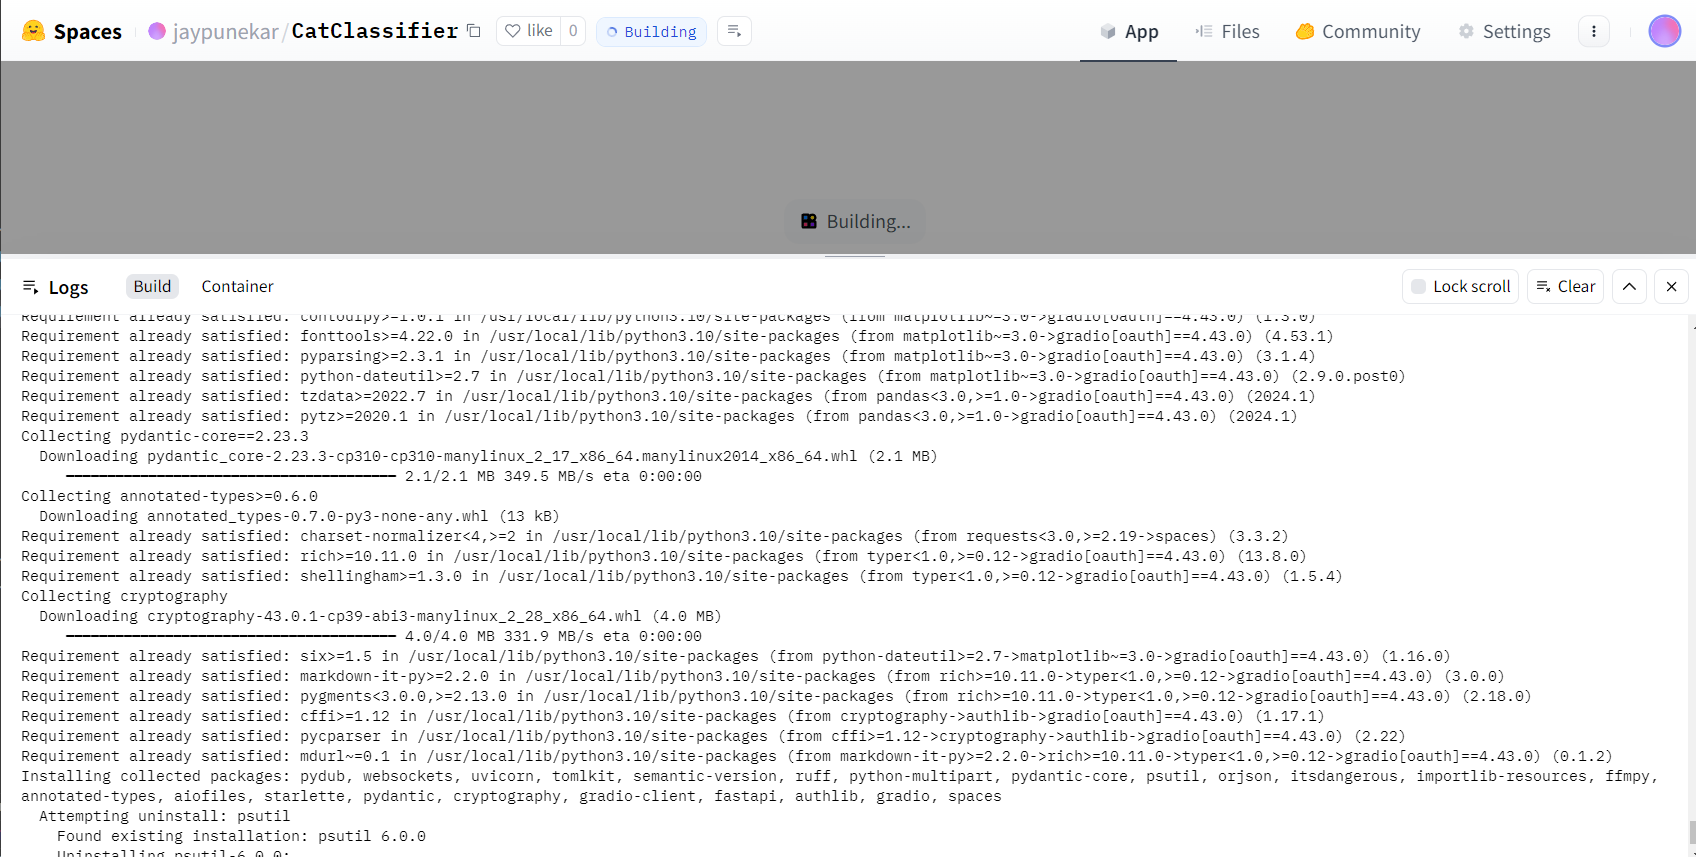 Spaces jaypunekar/CatClassifier like 0 Building App Files Community Settings
Building...
Logs Build Container Lock scroll Clear
Requirement already satisfied: contourpy>=1.0.1 in /usr/local/lib/python3.10/site-packages (from matplotlib~=3.0->gradio[oauth]==4.43.0) (1.3.0)
Requirement already satisfied: fonttools>=4.22.0 in /usr/local/lib/python3.10/site-packages (from matplotlib~=3.0->gradio[oauth]==4.43.0) (4.53.1)
Requirement already satisfied: pyparsing>=2.3.1 in /usr/local/lib/python3.10/site-packages (from matplotlib~=3.0->gradio[oauth]==4.43.0) (3.1.4)
Requirement already satisfied: python-dateutil>=2.7 in /usr/local/lib/python3.10/site-packages (from matplotlib~=3.0->gradio[oauth]==4.43.0) (2.9.0.post0)
Requirement already satisfied: tzdata>=2022.7 in /usr/local/lib/python3.10/site-packages (from pandas<3.0,>=1.0->gradio[oauth]==4.43.0) (2024.1)
Requirement already satisfied: pytz>=2020.1 in /usr/local/lib/python3.10/site-packages (from pandas<3.0,>=1.0->gradio[oauth]==4.43.0) (2024.1)
Collecting pydantic-core==2.23.3
Downloading pydantic_core-2.23.3-cp310-cp310-manylinux_2_17_x86_64.manylinux2014_x86_64.whl (2.1 MB)
2.1/2.1 MB 349.5 MB/s eta 0:00:00
Collecting annotated-types>=0.6.0
Downloading annotated_types-0.7.0-py3-none-any.whl (13 kB)
Requirement already satisfied: charset-normalizer<4,>=2 in /usr/local/lib/python3.10/site-packages (from requests<3.0,>=2.19->spaces) (3.3.2)
Requirement already satisfied: rich>=10.11.0 in /usr/local/lib/python3.10/site-packages (from typer<1.0,>=0.12->gradio[oauth]==4.43.0) (13.8.0)
Requirement already satisfied: shellingham>=1.3.0 in /usr/local/lib/python3.10/site-packages (from typer<1.0,>=0.12->gradio[oauth]==4.43.0) (1.5.4)
Collecting cryptography
Downloading cryptography-43.0.1-cp39-abi3-manylinux_2_28_x86_64.whl (4.0 MB)
4.0/4.0 MB 331.9 MB/s eta 0:00:00
Requirement already satisfied: six>=1.5 in /usr/local/lib/python3.10/site-packages (from python-dateutil>=2.7->matplotlib~=3.0->gradio[oauth]==4.43.0) (1.16.0)
Requirement already satisfied: markdown-it-py>=2.2.0 in /usr/local/lib/python3.10/site-packages (from rich>=10.11.0->typer<1.0,>=0.12->gradio[oauth]==4.43.0) (3.0.0)
Requirement already satisfied: pygments<3.0.0,>=2.13.0 in /usr/local/lib/python3.10/site-packages (from rich>=10.11.0->typer<1.0,>=0.12->gradio[oauth]==4.43.0) (2.18.0)
Requirement already satisfied: cffi>=1.12 in /usr/local/lib/python3.10/site-packages (from cryptography->authlib->gradio[oauth]==4.43.0) (1.17.1)
Requirement already satisfied: pycparser in /usr/local/lib/python3.10/site-packages (from cffi>=1.12->cryptography->authlib->gradio[oauth]==4.43.0) (2.22)
Requirement already satisfied: mdurl~=0.1 in /usr/local/lib/python3.10/site-packages (from markdown-it-py>=2.2.0->rich>=10.11.0->typer<1.0,>=0.12->gradio[oauth]==4.43.0) (0.1.2)
Installing collected packages: pydub, websockets, uvicorn, tomlkit, semantic-version, ruff, python-multipart, pydantic-core, psutil, orjson, itsdangerous, importlib-resources, ffmpy,
annotated-types, aiofiles, starlette, pydantic, cryptography, gradio-client, fastapi, authlib, gradio, spaces
Attempting uninstall: psutil
Found existing installation: psutil 6.0.0
Uninstalling psutil-6.0.0: